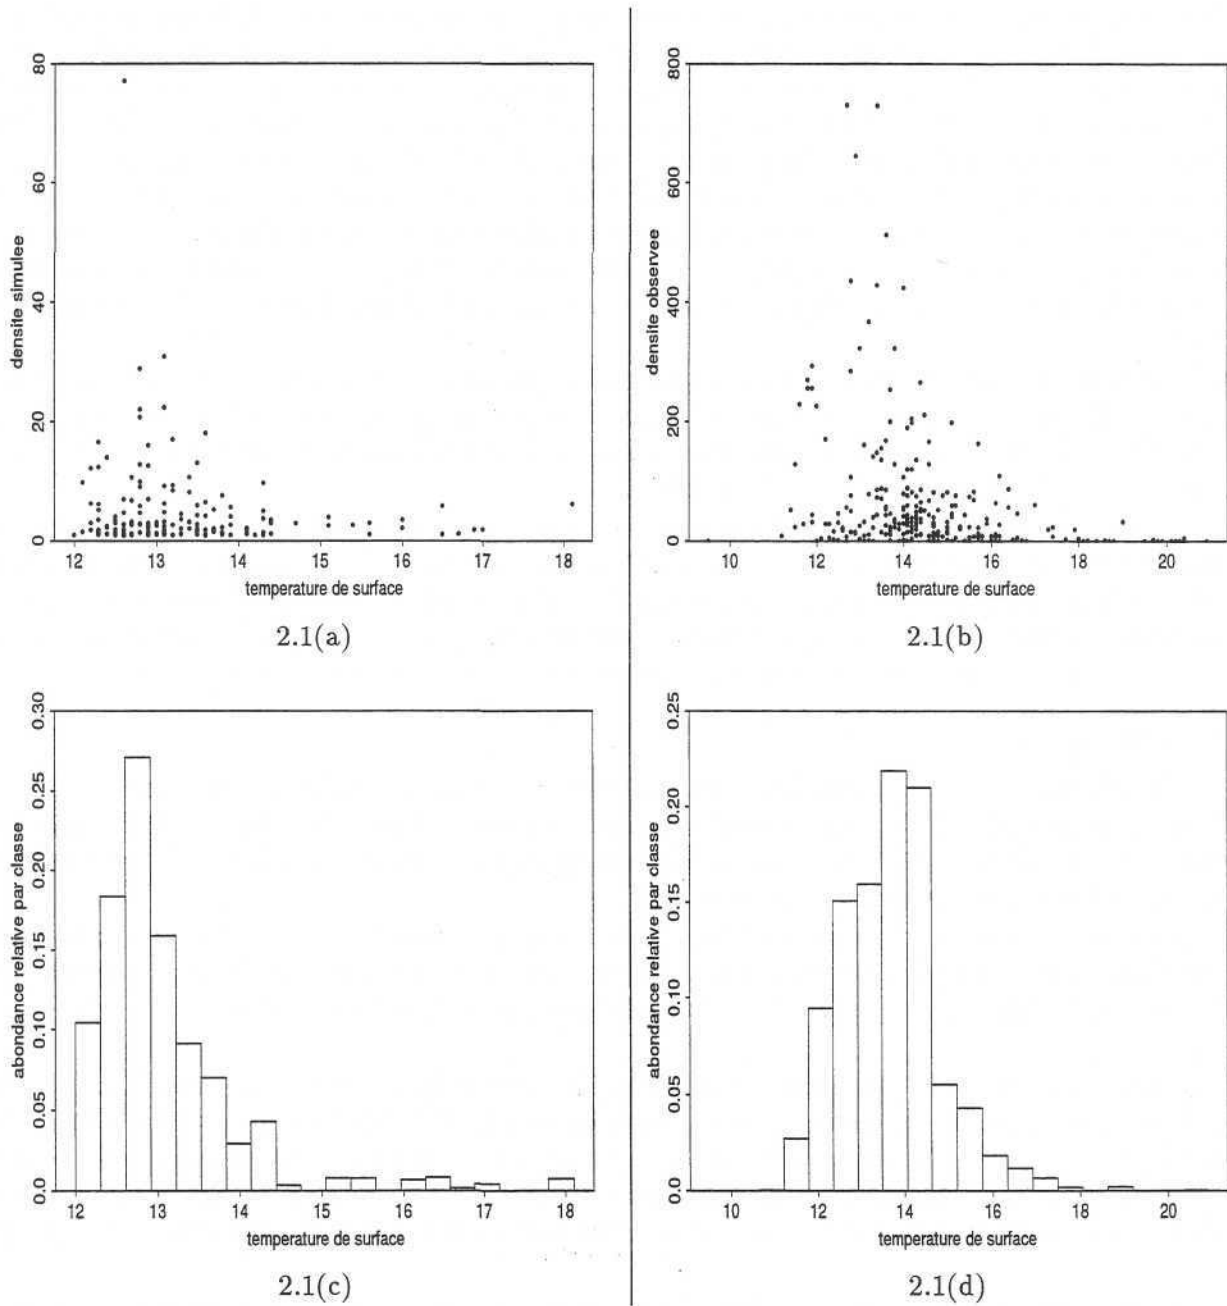 80
60
40
20
0
densite simulee
12 13 14 15 16 17 18
temperature de surface
2.1(a)
800
600
400
200
0
densite observee
10 12 14 16 18 20
temperature de surface
2.1(b)
0.30
0.25
0.20
0.15
0.10
0.05
0.0
abondance relative par classe
12 13 14 15 16 17 18
temperature de surface
2.1(c)
0.25
0.20
0.15
0.10
0.05
0.0
abondance relative par classe
10 12 14 16 18 20
temperature de surface
2.1(d)